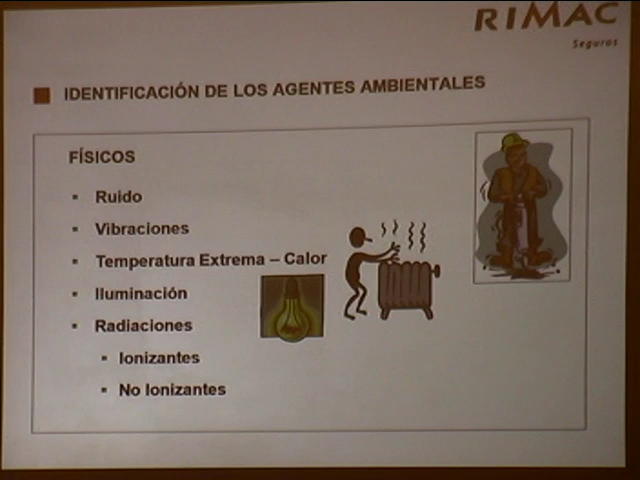 RIMAC
Seguros
IDENTIFICACIÓN DE LOS AGENTES AMBIENTALES
FÍSICOS
Ruido
Vibraciones
Temperatura Extrema – Calor
Iluminación
Radiaciones
Ionizantes
No Ionizantes